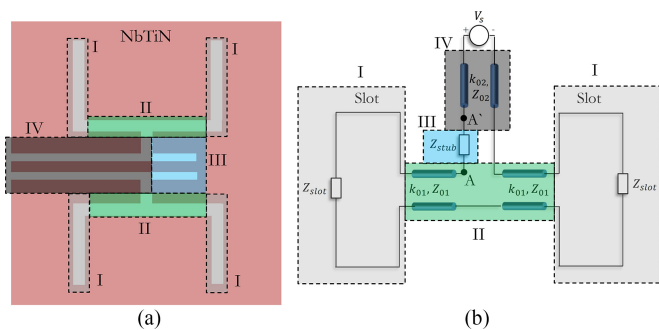 I
NbTiN
I
II
IV
III
II
I
I
(a)
V_s
+ -
IV
I
I
Slot
k_02,
Z_02
Slot
III
A`
Z_stub
Z_slot
A
Z_slot
k_01, Z_01
k_01, Z_01
II
(b)